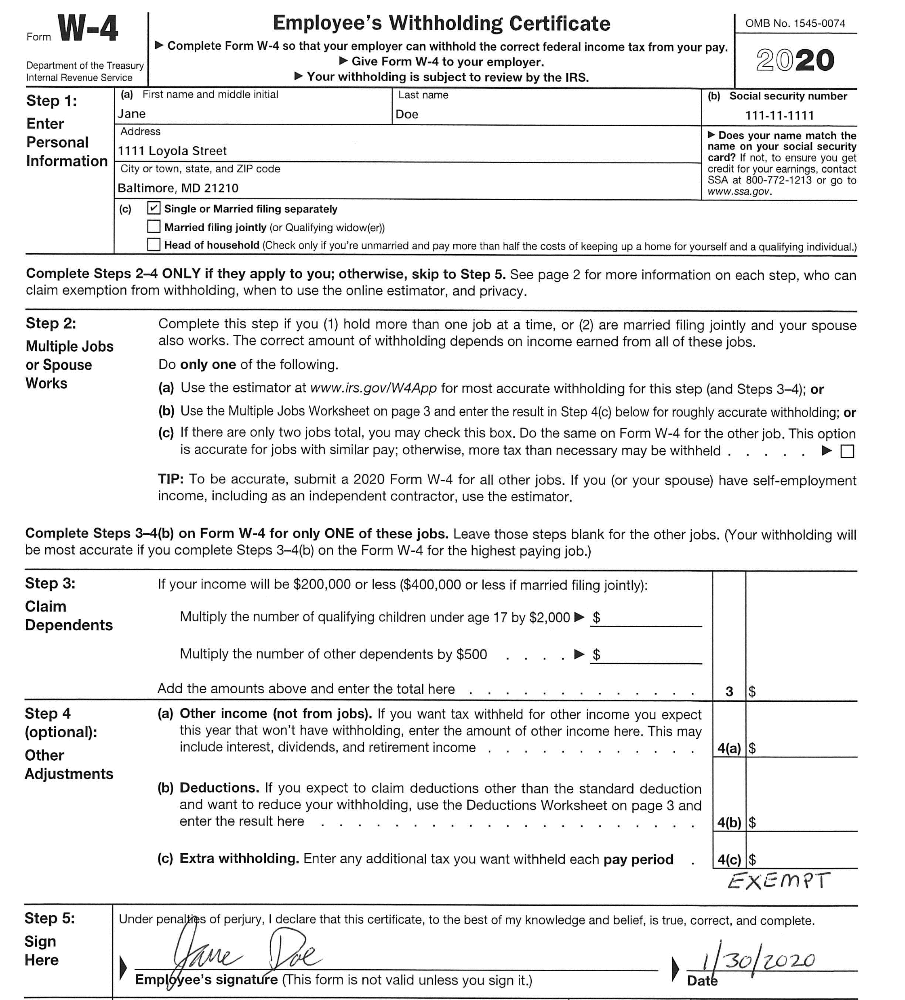 Form W-4
Department of the Treasury
Internal Revenue Service
Employee's Withholding Certificate
▶ Complete Form W-4 so that your employer can withhold the correct federal income tax from your pay.
▶ Give Form W-4 to your employer.
▶ Your withholding is subject to review by the IRS.
OMB No. 1545-0074
2020
Step 1:
Enter
Personal
Information
(a) First name and middle initial
Jane
Last name
Doe
(b) Social security number
111-11-1111
Address
1111 Loyola Street
City or town, state, and ZIP code
Baltimore, MD 21210
▶ Does your name match the
name on your social security
card? If not, to ensure you get
credit for your earnings, contact
SSA at 800-772-1213 or go to
www.ssa.gov.
(c) ✔ Single or Married filing separately
Married filing jointly (or Qualifying widow(er))
Head of household (Check only if you're unmarried and pay more than half the costs of keeping up a home for yourself and a qualifying individual.)
Complete Steps 2–4 ONLY if they apply to you; otherwise, skip to Step 5. See page 2 for more information on each step, who can
claim exemption from withholding, when to use the online estimator, and privacy.
Step 2:
Multiple Jobs
or Spouse
Works
Complete this step if you (1) hold more than one job at a time, or (2) are married filing jointly and your spouse
also works. The correct amount of withholding depends on income earned from all of these jobs.
Do only one of the following.
(a) Use the estimator at www.irs.gov/W4App for most accurate withholding for this step (and Steps 3–4); or
(b) Use the Multiple Jobs Worksheet on page 3 and enter the result in Step 4(c) below for roughly accurate withholding; or
(c) If there are only two jobs total, you may check this box. Do the same on Form W-4 for the other job. This option
is accurate for jobs with similar pay; otherwise, more tax than necessary may be withheld . . . . . ▶
TIP: To be accurate, submit a 2020 Form W-4 for all other jobs. If you (or your spouse) have self-employment
income, including as an independent contractor, use the estimator.
Complete Steps 3–4(b) on Form W-4 for only ONE of these jobs. Leave those steps blank for the other jobs. (Your withholding will
be most accurate if you complete Steps 3–4(b) on the Form W-4 for the highest paying job.)
Step 3:
Claim
Dependents
If your income will be $200,000 or less ($400,000 or less if married filing jointly):
Multiply the number of qualifying children under age 17 by $2,000 ▶ $
Multiply the number of other dependents by $500 . . . . ▶ $
Add the amounts above and enter the total here . . . . . . . . . . . . . 3 $
Step 4
(optional):
Other
Adjustments
(a) Other income (not from jobs). If you want tax withheld for other income you expect
this year that won't have withholding, enter the amount of other income here. This may
include interest, dividends, and retirement income . . . . . . . . . . . . 4(a) $
(b) Deductions. If you expect to claim deductions other than the standard deduction
and want to reduce your withholding, use the Deductions Worksheet on page 3 and
enter the result here . . . . . . . . . . . . . . . . . . . . . 4(b) $
(c) Extra withholding. Enter any additional tax you want withheld each pay period . 4(c) $
EXEMPT
Step 5:
Sign
Here
Under penalties of perjury, I declare that this certificate, to the best of my knowledge and belief, is true, correct, and complete.
Jane Doe
1/30/2020
Employee's signature (This form is not valid unless you sign it.)
Date